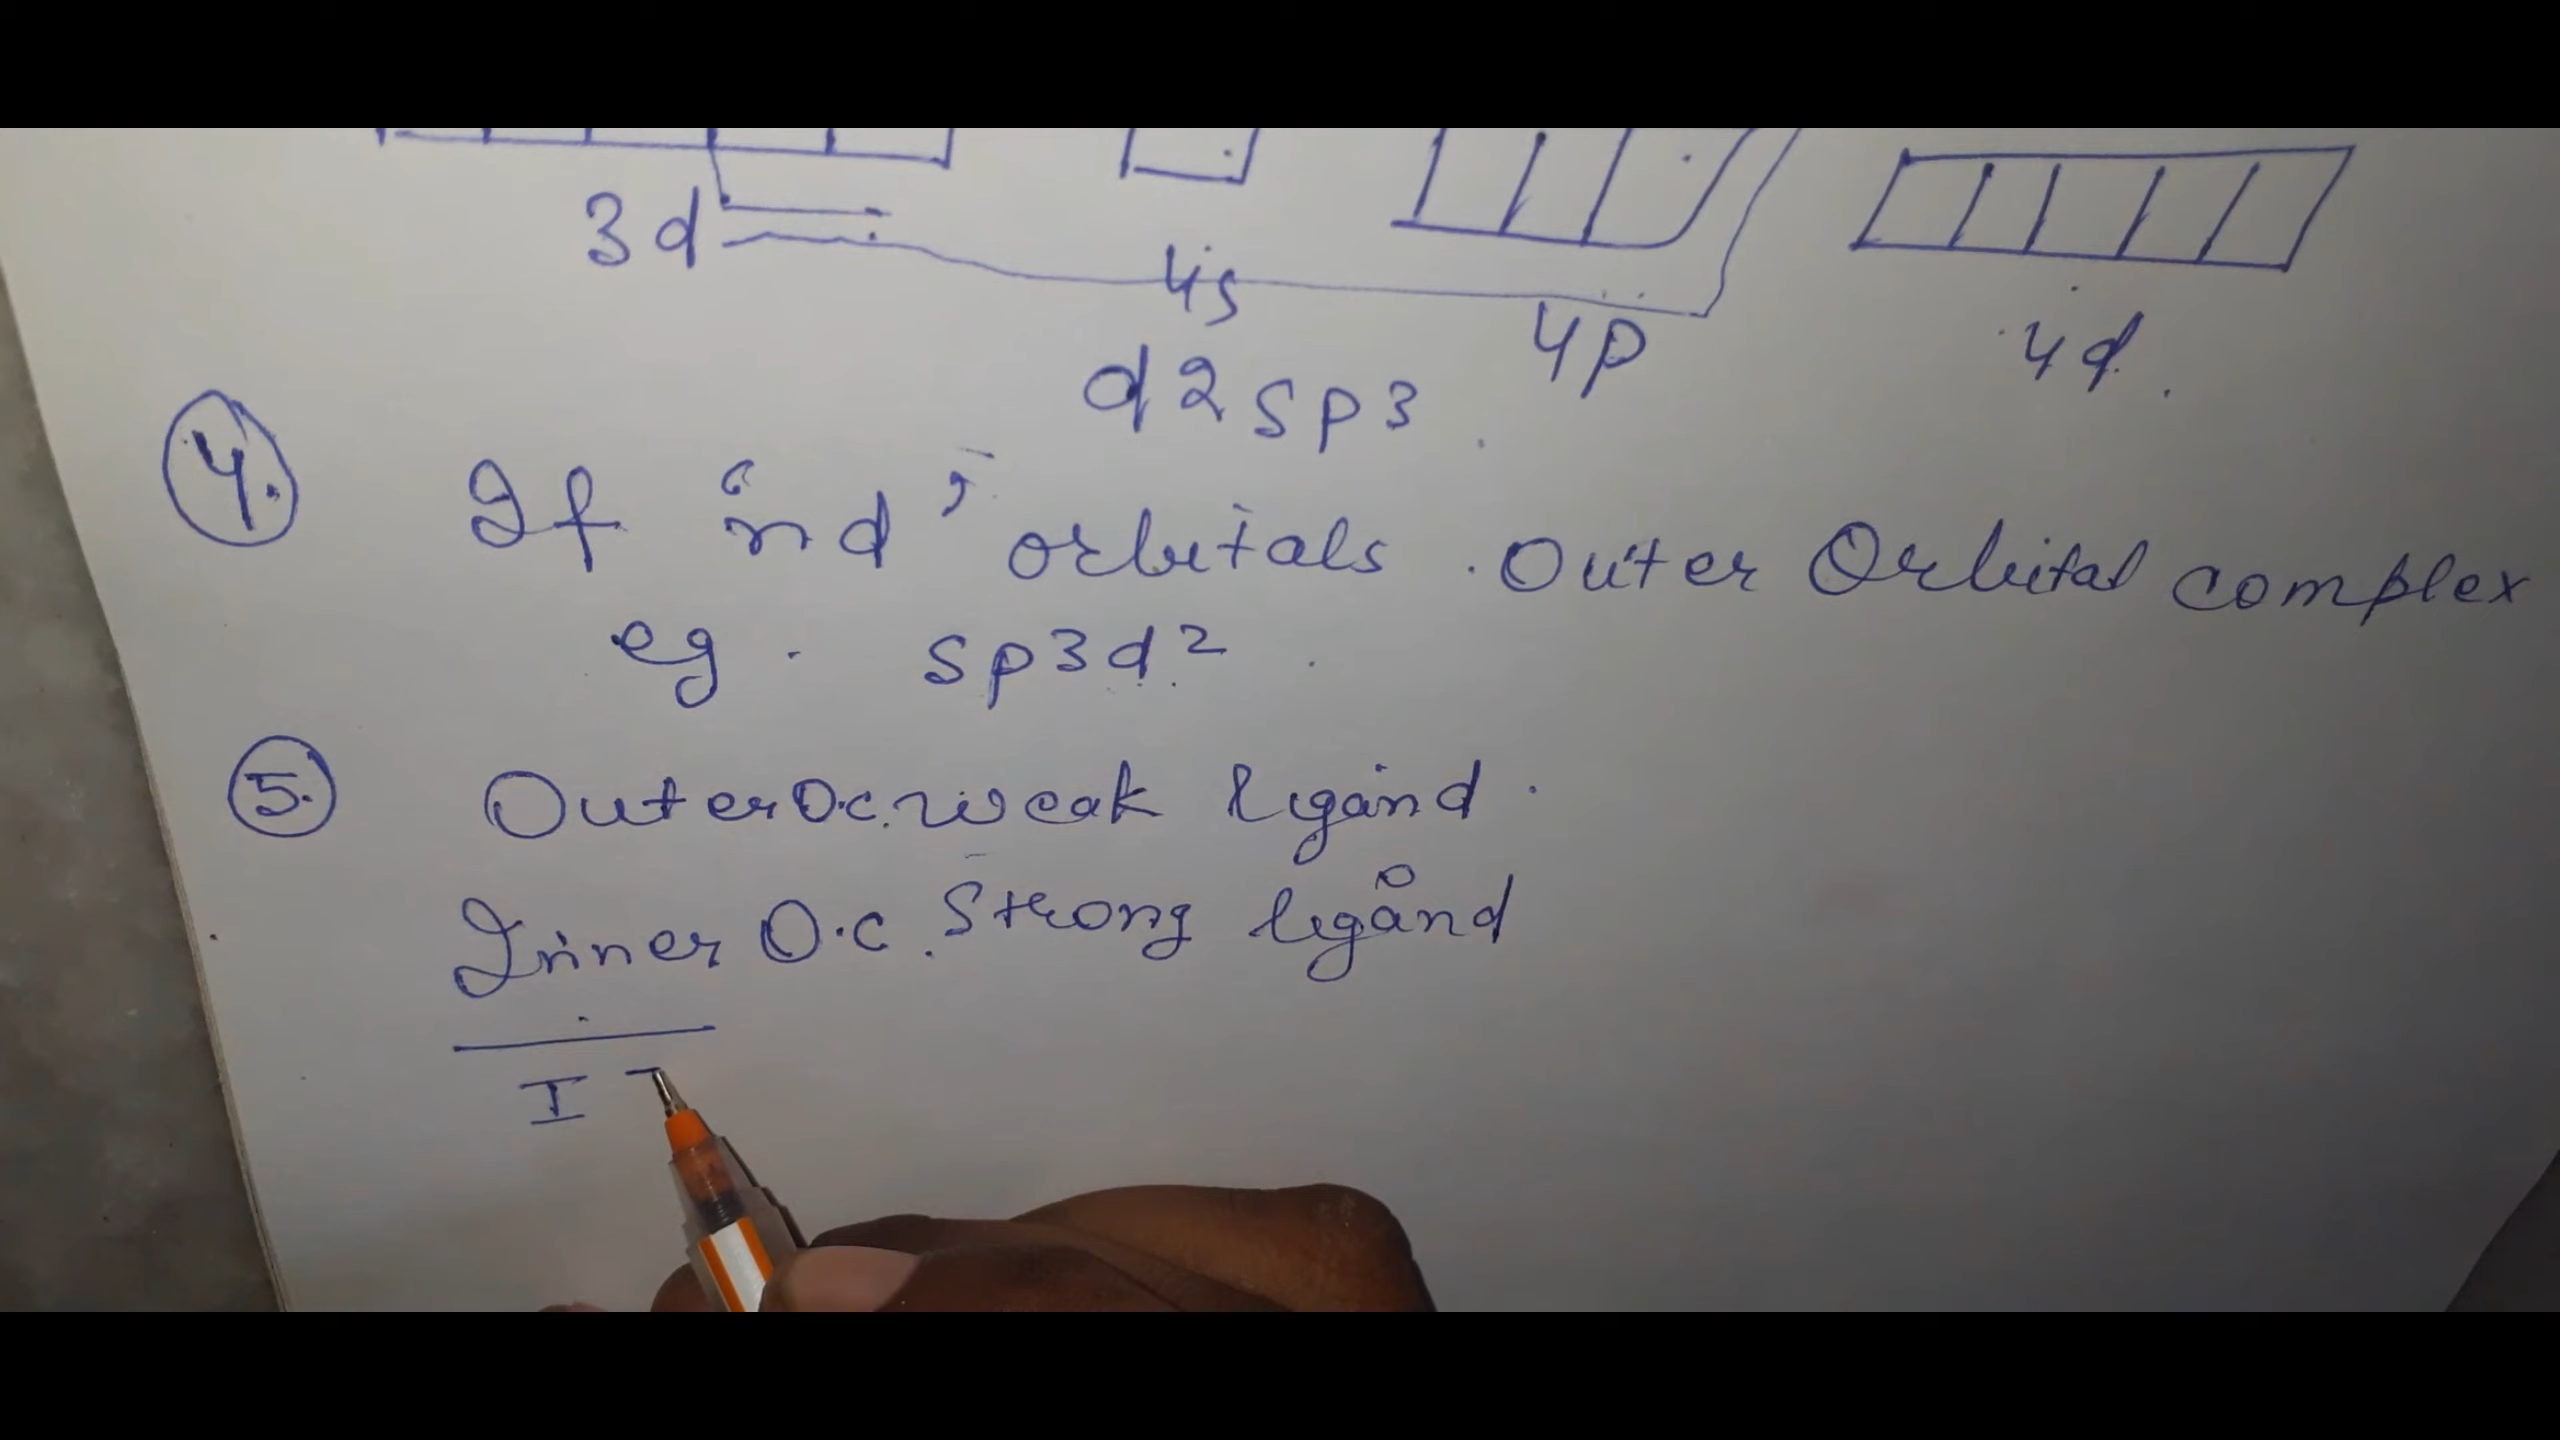 3d
4s
4p
4d.
d2sp3.
4. If 'nd' orbitals. Outer Orbital complex
eg. sp3d2.
5. Outer O.c. weak ligand.
Inner O.c. Strong ligand
I